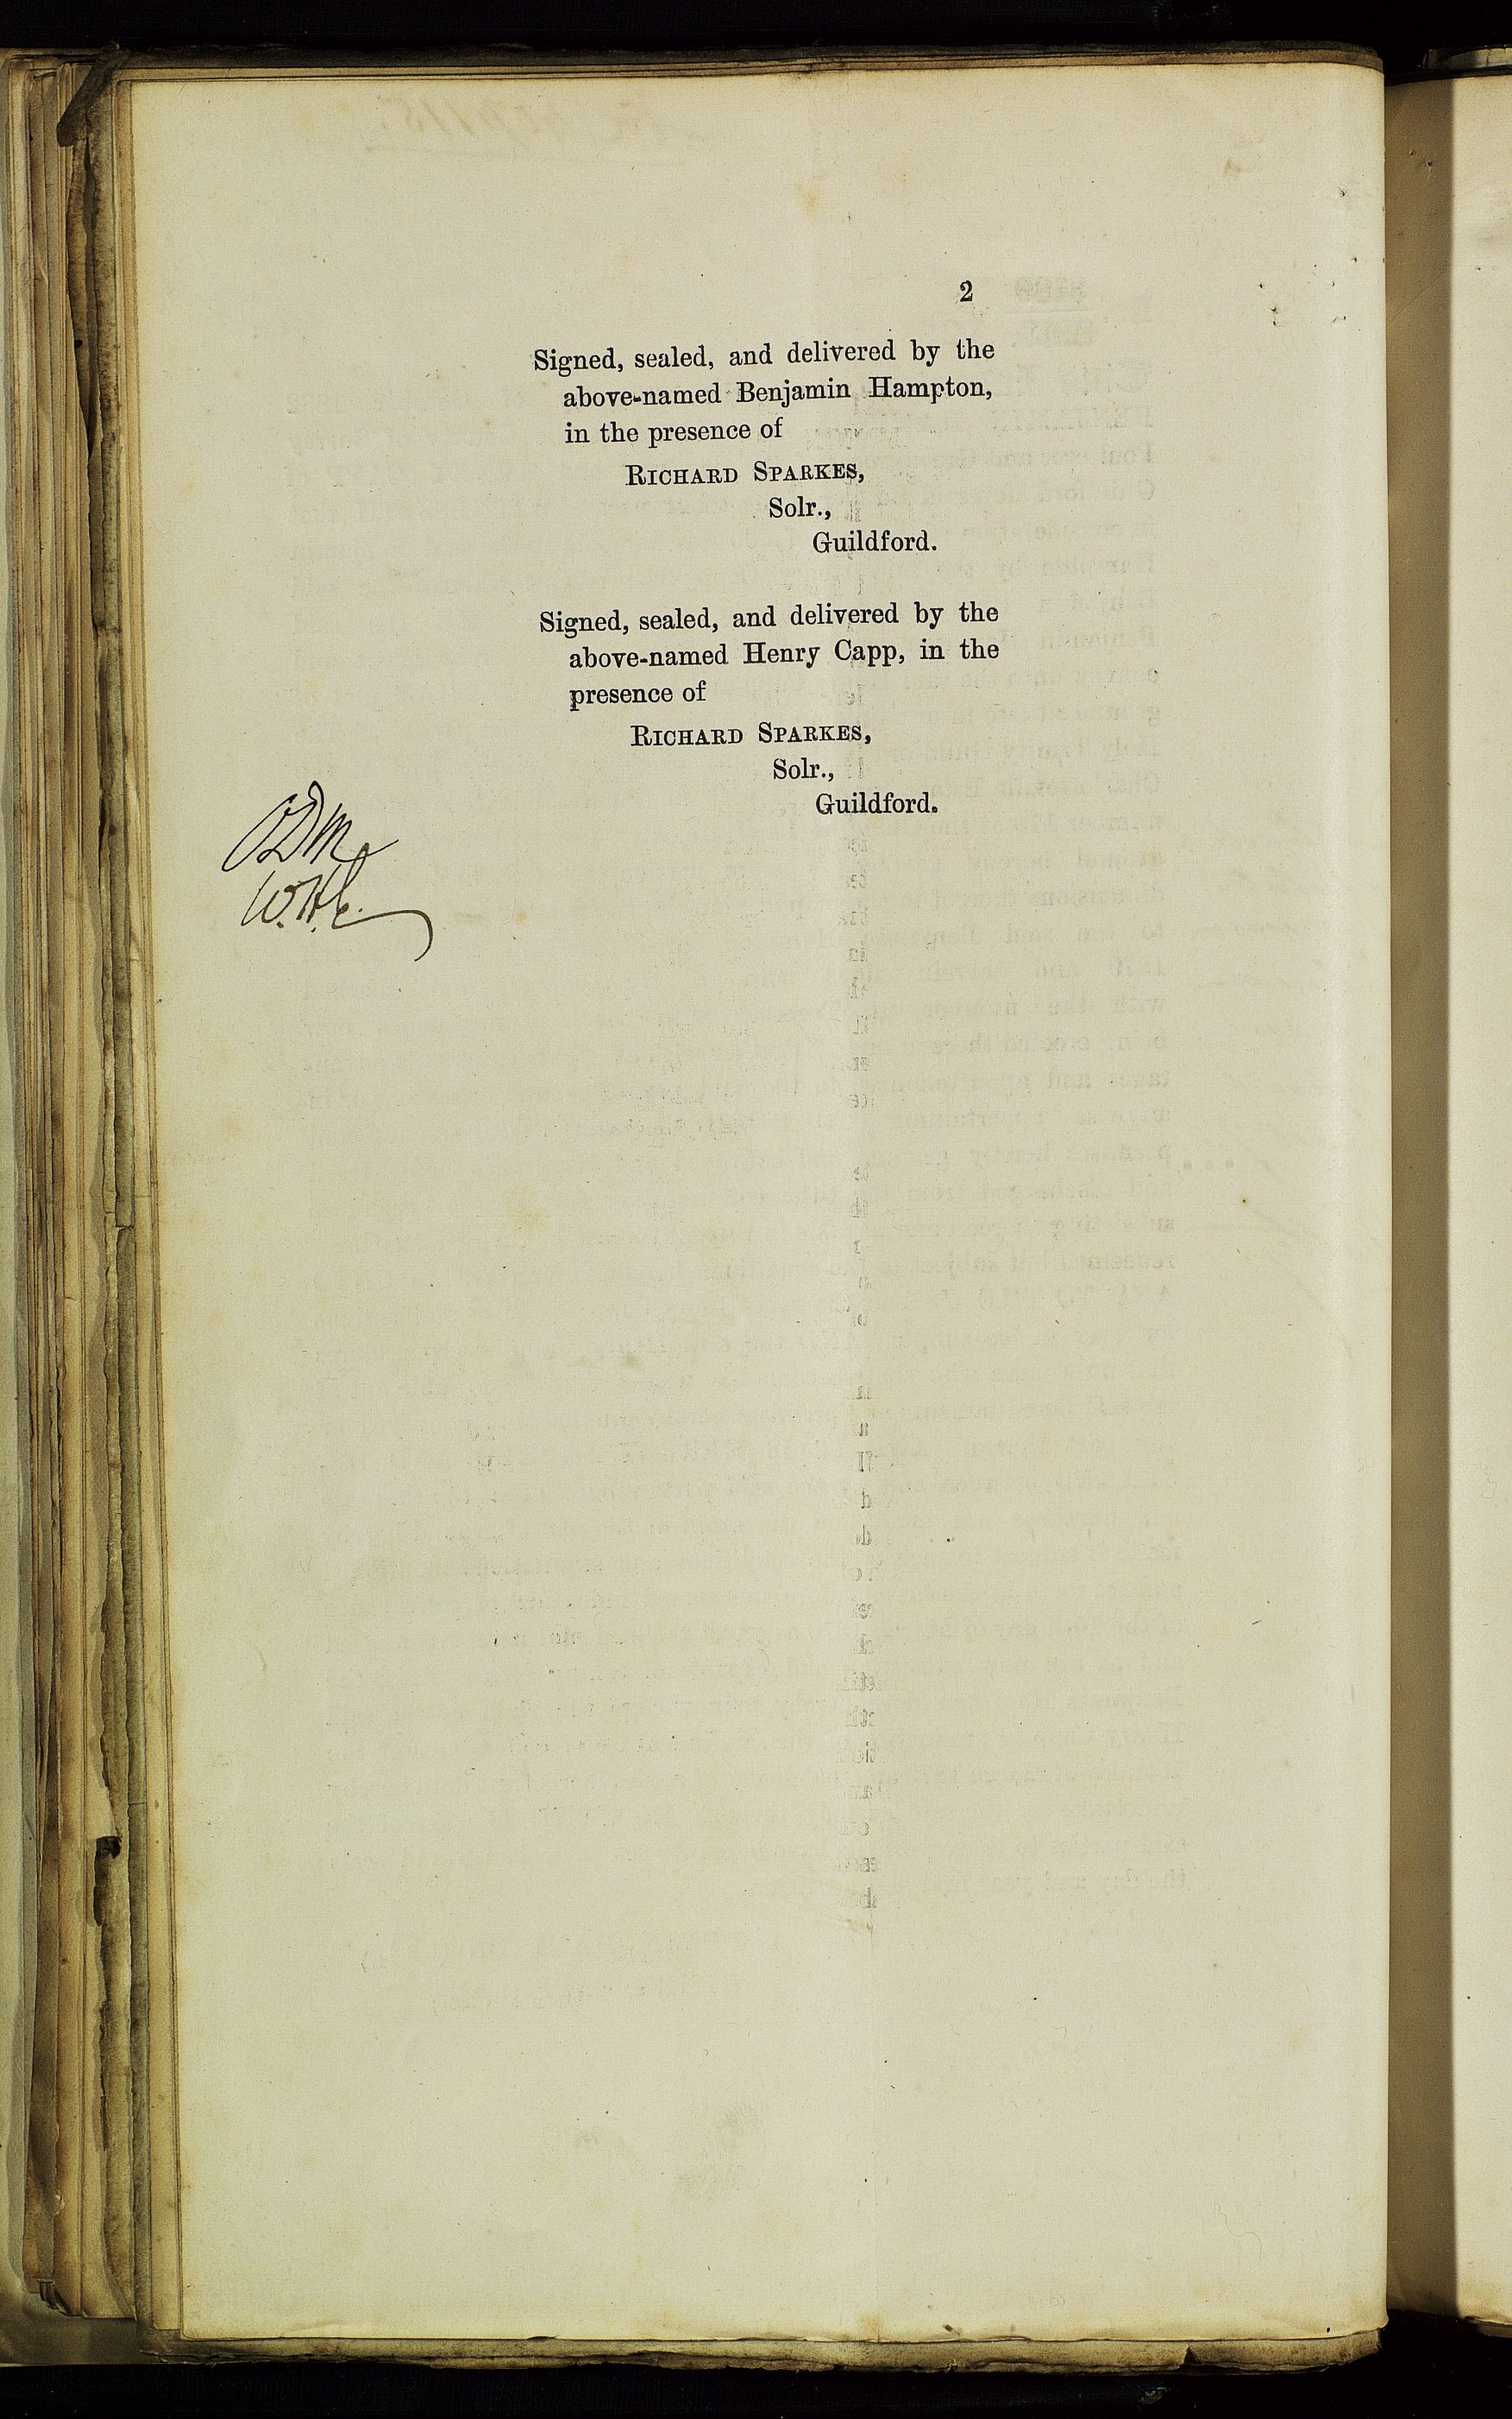 2
Signed, sealed, and delivered by the
above-named Benjamin Hampton,
in the presence of
RICHARD SPARKES,
Solr.,
Guildford.
Signed, sealed, and delivered by the
above-named Henry Capp, in the
presence of
RICHARD SPARKES,
Solr.,
Guildford.